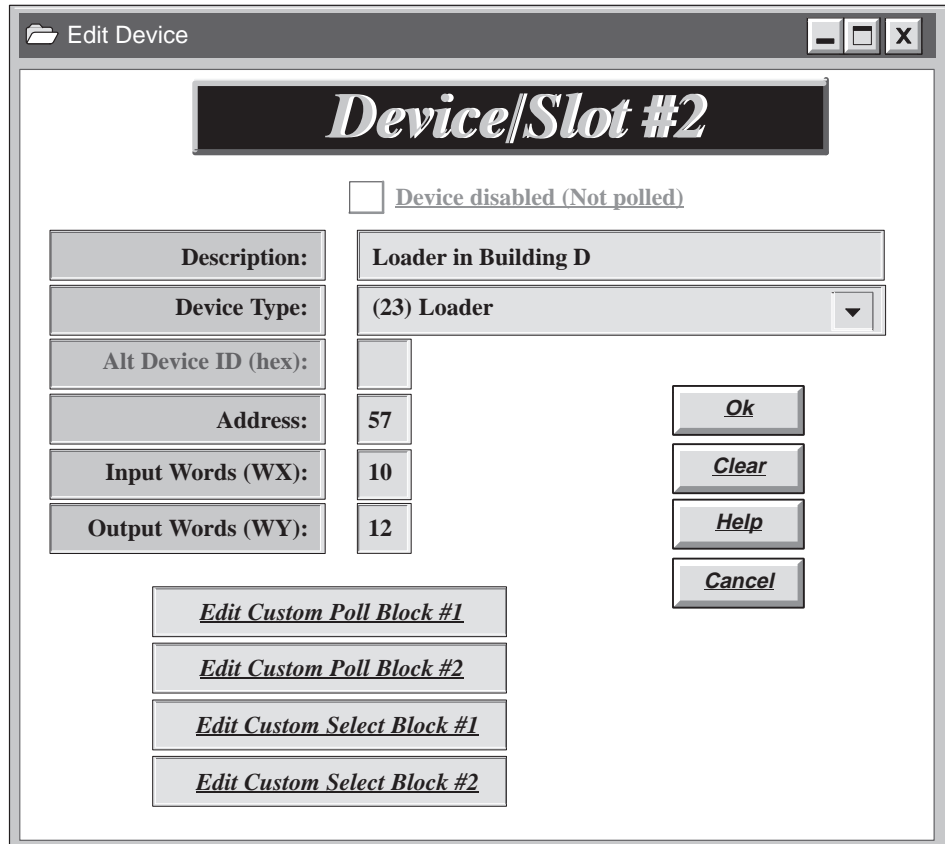 Edit Device
X
Device/Slot #2
Device disabled (Not polled)
Description: Loader in Building D
Device Type: (23) Loader
Alt Device ID (hex):
Address: 57
Input Words (WX): 10
Output Words (WY): 12
Ok
Clear
Help
Cancel
Edit Custom Poll Block #1
Edit Custom Poll Block #2
Edit Custom Select Block #1
Edit Custom Select Block #2